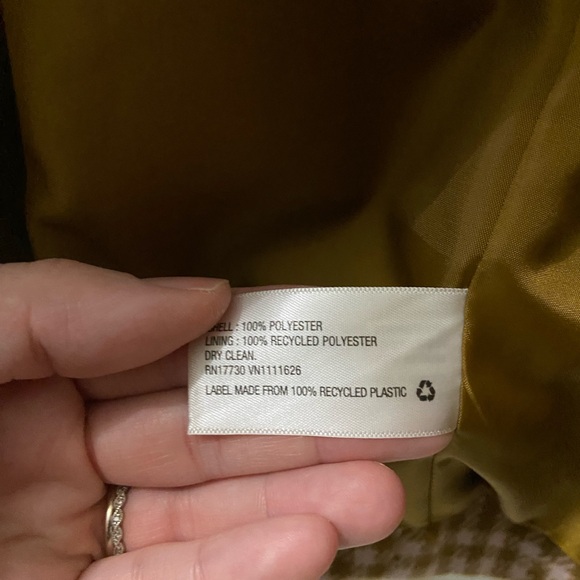 SHELL : 100% POLYESTER
LINING : 100% RECYCLED POLYESTER
DRY CLEAN.
RN17730 VN1111626
LABEL MADE FROM 100% RECYCLED PLASTIC